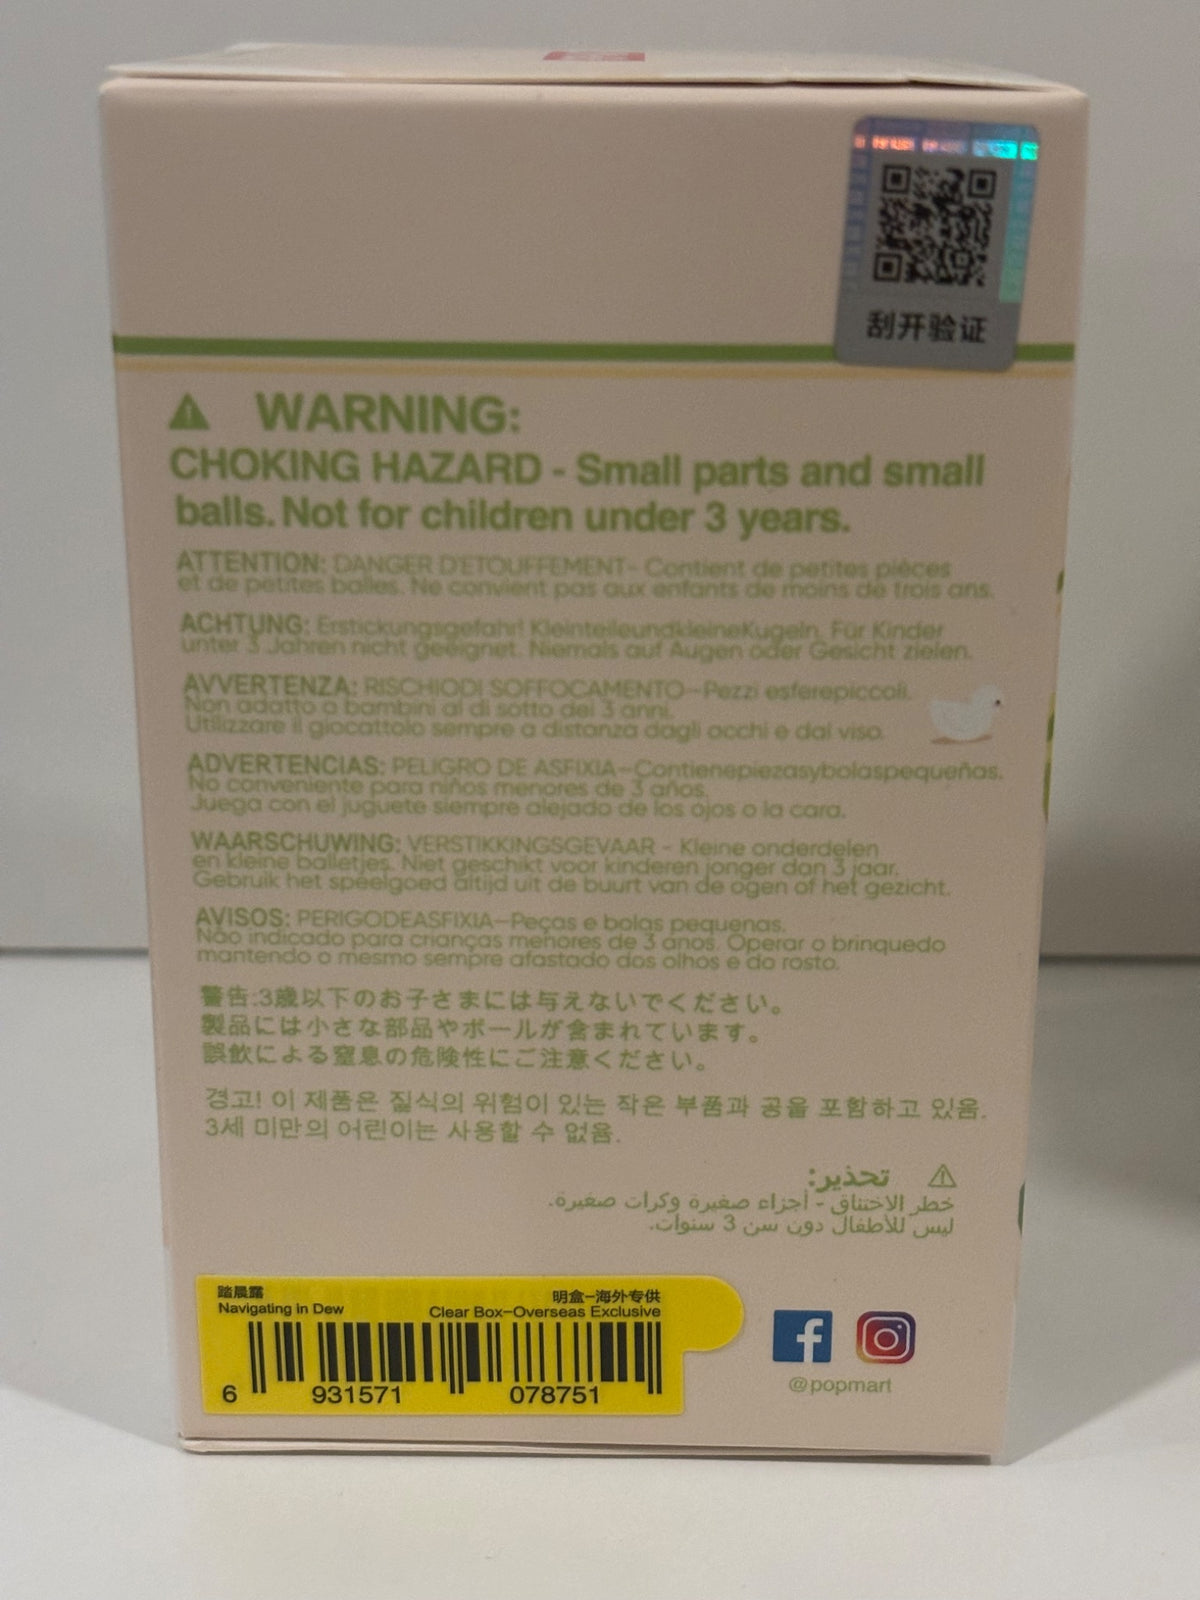 刮开验证
WARNING:
CHOKING HAZARD - Small parts and small
balls. Not for children under 3 years.
ATTENTION: DANGER D'ETOUFFEMENT- Contient de petites pièces
et de petites balles. Ne convient pas aux enfants de moins de trois ans.
ACHTUNG: Erstickungsgefahr! KleinteileundkleineKugeln. Für Kinder
unter 3 Jahren nicht geeignet. Niemals auf Augen oder Gesicht zielen.
AVVERTENZA: RISCHIODI SOFFOCAMENTO-Pezzi esferepiccoli.
Non adatto a bambini al di sotto dei 3 anni.
Utilizzare il giocattolo sempre a distanza dagli occhi e dal viso.
ADVERTENCIAS: PELIGRO DE ASFIXIA-Contienepiezasybolaspequeñas.
No conveniente para niños menores de 3 años.
Juega con el juguete siempre alejado de los ojos o la cara.
WAARSCHUWING: VERSTIKKINGSGEVAAR - Kleine onderdelen
en kleine balletjes. Niet geschikt voor kinderen jonger dan 3 jaar.
Gebruik het speelgoed altijd uit de buurt van de ogen of het gezicht.
AVISOS: PERIGODEASFIXIA-Peças e bolas pequenas.
Não indicado para crianças menores de 3 anos. Operar o brinquedo
mantendo o mesmo sempre afastado dos olhos e do rosto.
警告:3歳以下のお子さまには与えないでください。
製品には小さな部品やボールが含まれています。
誤飲による窒息の危険性にご注意ください。
경고! 이 제품은 질식의 위험이 있는 작은 부품과 공을 포함하고 있음.
3세 미만의 어린이는 사용할 수 없음.
تحذير:
خطر الاختناق - أجزاء صغيرة وكرات صغيرة.
ليس للأطفال دون سن 3 سنوات.
踏晨露 明盒-海外专供
Navigating in Dew Clear Box-Overseas Exclusive
6 931571 078751
@popmart